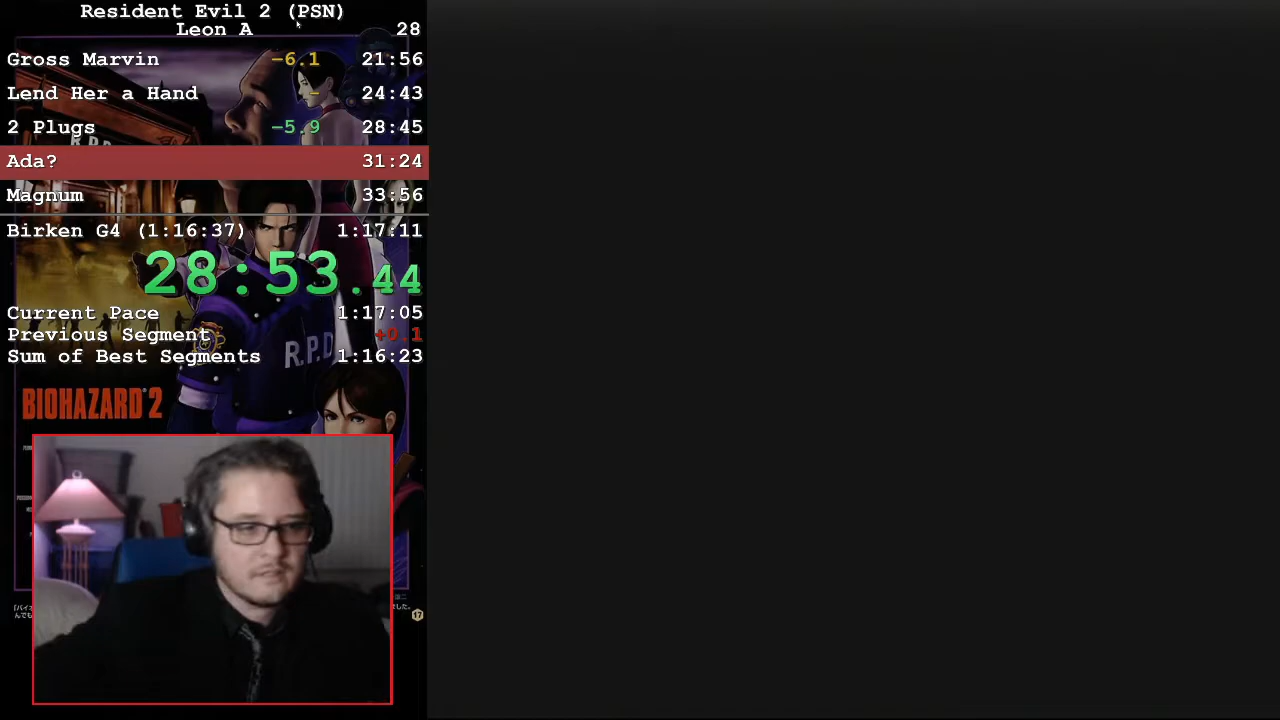 Resident Evil 2 (PSN)
Leon A 28
Gross Marvin -6.1 21:56
Lend Her a Hand - 24:43
2 Plugs -5.9 28:45
Ada? 31:24
Magnum 33:56
Birken G4 (1:16:37) 1:17:11
28:53.44
Current Pace 1:17:05
Previous Segment +0.1
Sum of Best Segments 1:16:23
R.P.D
BIOHAZARD 2
17